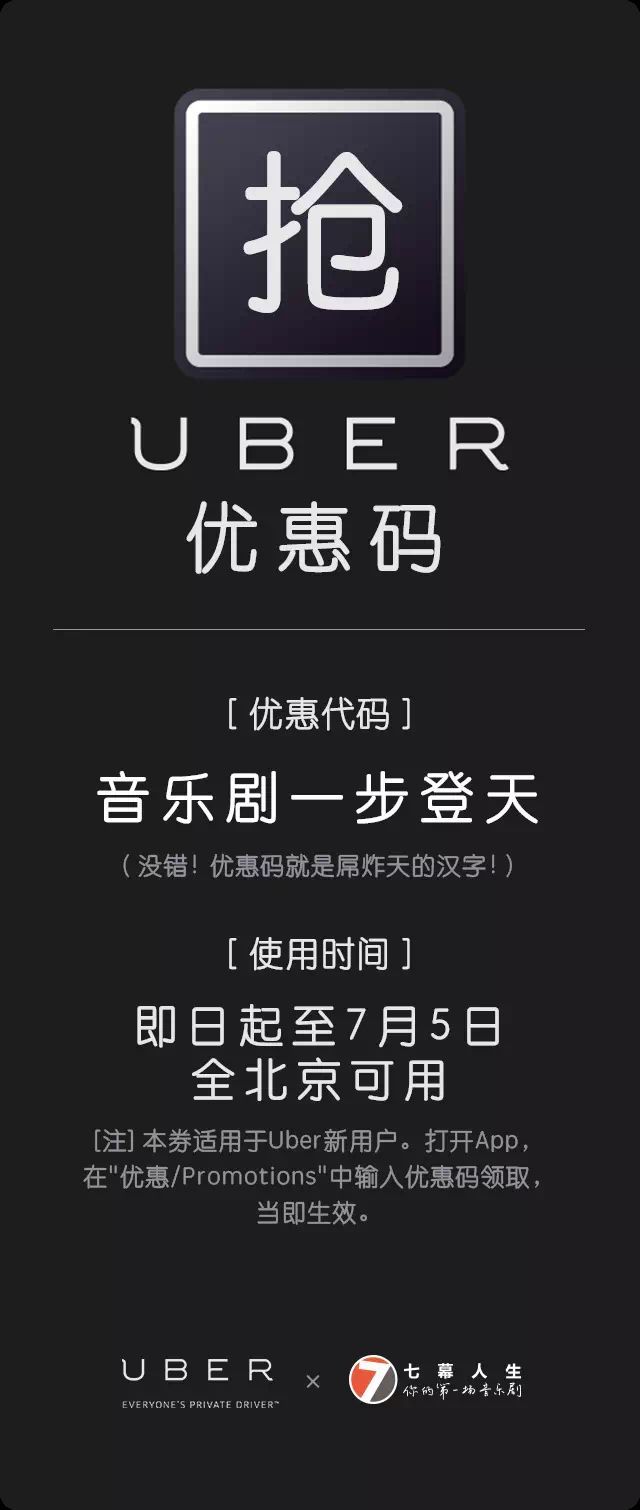 抢
UBER
优惠码
[ 优惠代码 ]
音乐剧一步登天
( 没错! 优惠码就是屌炸天的汉字! )
[ 使用时间 ]
即日起至7月5日
全北京可用
[注] 本券适用于Uber新用户。打开App，
在"优惠/Promotions"中输入优惠码领取，
当即生效。
UBER
EVERYONE'S PRIVATE DRIVER™
×
7
七幕人生
你的第一场音乐剧